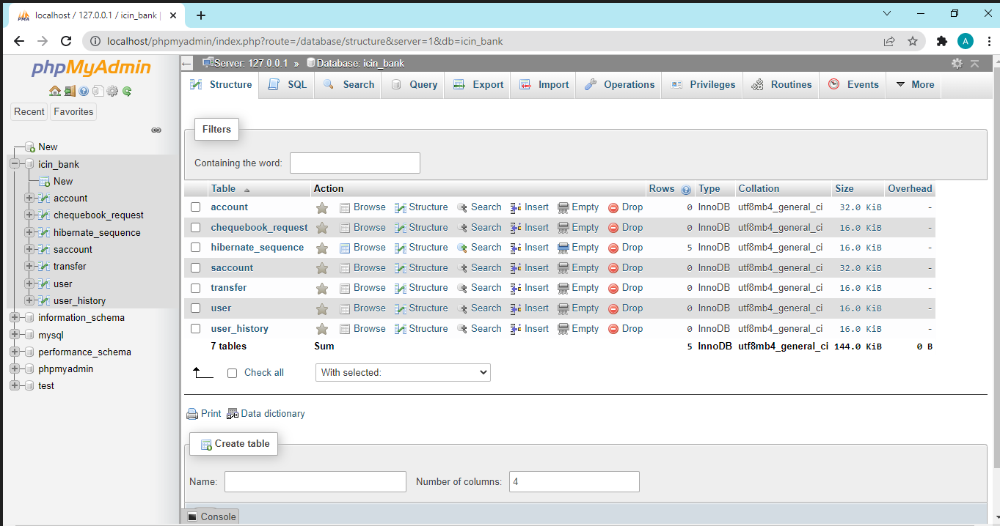 localhost / 127.0.0.1 / icin_bank |
localhost/phpmyadmin/index.php?route=/database/structure&server=1&db=icin_bank
A
phpMyAdmin
Recent Favorites
New
icin_bank
New
account
chequebook_request
hibernate_sequence
saccount
transfer
user
user_history
information_schema
mysql
performance_schema
phpmyadmin
test
Server: 127.0.0.1 » Database: icin_bank
Structure SQL Search Query Export Import Operations Privileges Routines Events More
Filters
Containing the word:
Table Action Rows Type Collation Size Overhead
account Browse Structure Search Insert Empty Drop 0 InnoDB utf8mb4_general_ci 32.0 KiB -
chequebook_request Browse Structure Search Insert Empty Drop 0 InnoDB utf8mb4_general_ci 16.0 KiB -
hibernate_sequence Browse Structure Search Insert Empty Drop 5 InnoDB utf8mb4_general_ci 16.0 KiB -
saccount Browse Structure Search Insert Empty Drop 0 InnoDB utf8mb4_general_ci 32.0 KiB -
transfer Browse Structure Search Insert Empty Drop 0 InnoDB utf8mb4_general_ci 16.0 KiB -
user Browse Structure Search Insert Empty Drop 0 InnoDB utf8mb4_general_ci 16.0 KiB -
user_history Browse Structure Search Insert Empty Drop 0 InnoDB utf8mb4_general_ci 16.0 KiB -
7 tables Sum 5 InnoDB utf8mb4_general_ci 144.0 KiB 0 B
Check all With selected:
Print Data dictionary
Create table
Name: Number of columns: 4
Console